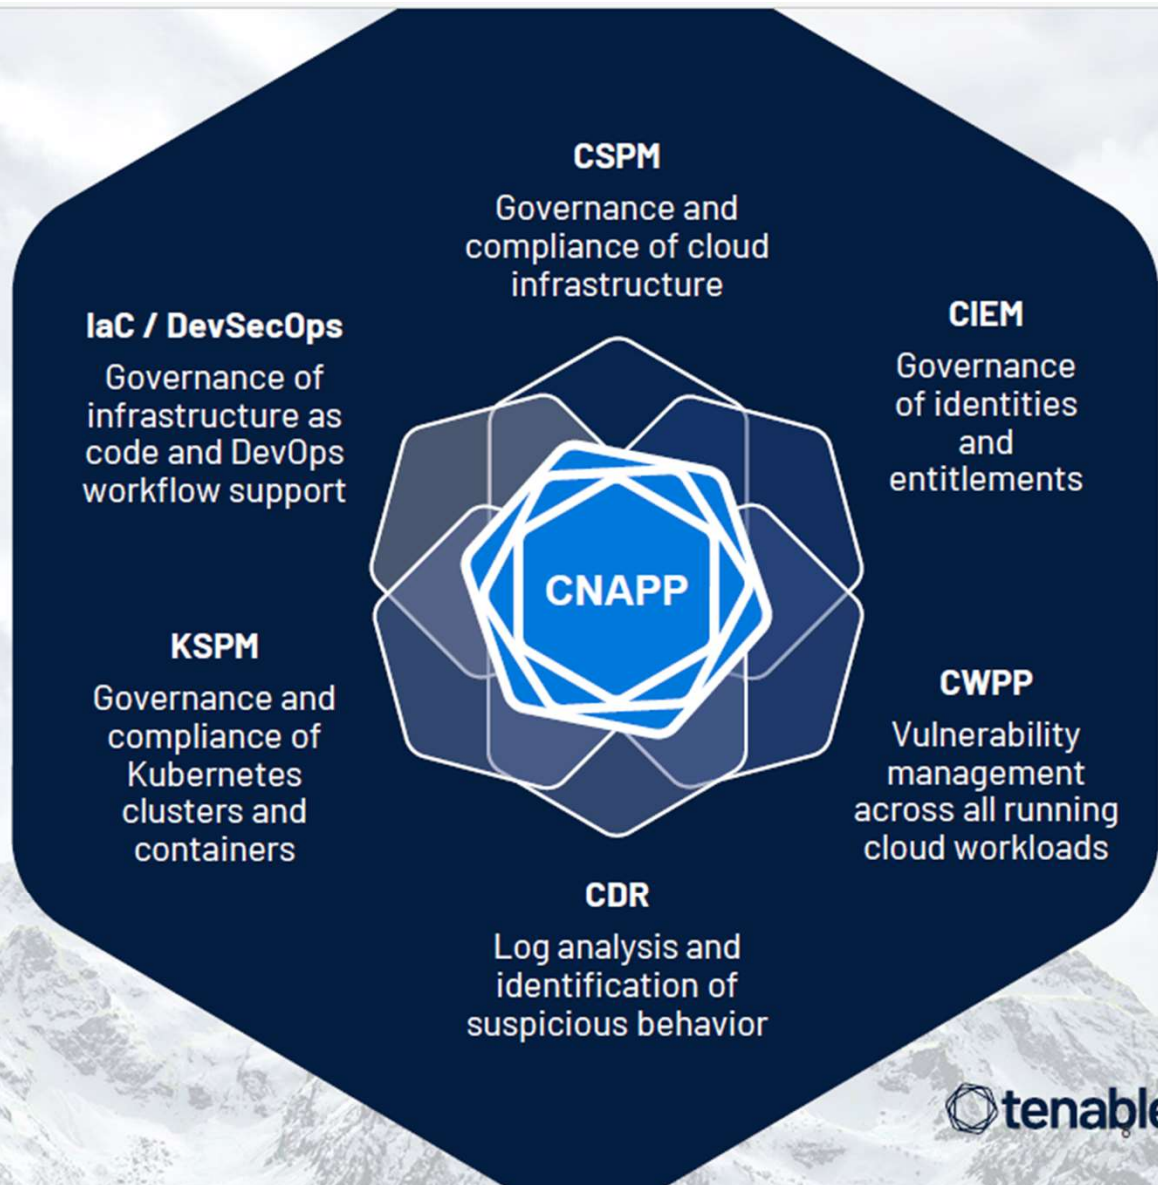 CSPM
Governance and
compliance of cloud
infrastructure
CIEM
Governance
of identities
and
entitlements
CWPP
Vulnerability
management
across all running
cloud workloads
CDR
Log analysis and
identification of
suspicious behavior
KSPM
Governance and
compliance of
Kubernetes
clusters and
containers
IaC / DevSecOps
Governance of
infrastructure as
code and DevOps
workflow support
CNAPP
tenable
8